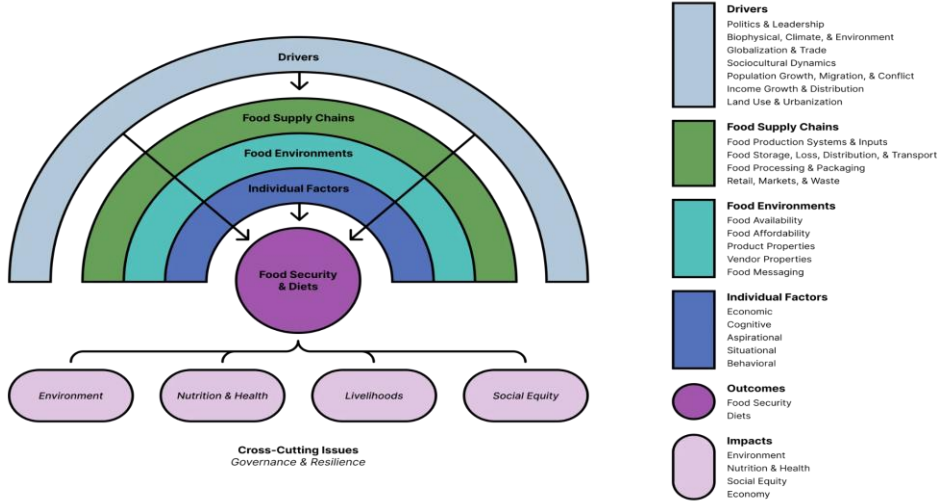 Drivers
Food Supply Chains
Food Environments
Individual Factors
Food Security
& Diets
Environment
Nutrition & Health
Livelihoods
Social Equity
Cross-Cutting Issues
Governance & Resilience
Drivers
Politics & Leadership
Biophysical, Climate, & Environment
Globalization & Trade
Sociocultural Dynamics
Population Growth, Migration, & Conflict
Income Growth & Distribution
Land Use & Urbanization
Food Supply Chains
Food Production Systems & Inputs
Food Storage, Loss, Distribution, & Transport
Food Processing & Packaging
Retail, Markets, & Waste
Food Environments
Food Availability
Food Affordability
Product Properties
Vendor Properties
Food Messaging
Individual Factors
Economic
Cognitive
Aspirational
Situational
Behavioral
Outcomes
Food Security
Diets
Impacts
Environment
Nutrition & Health
Social Equity
Economy